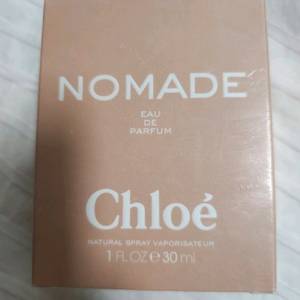 NOMADE
EAU
DE
PARFUM
Chloé
NATURAL SPRAY VAPORISATEUR
1 FL OZ e 30 ml